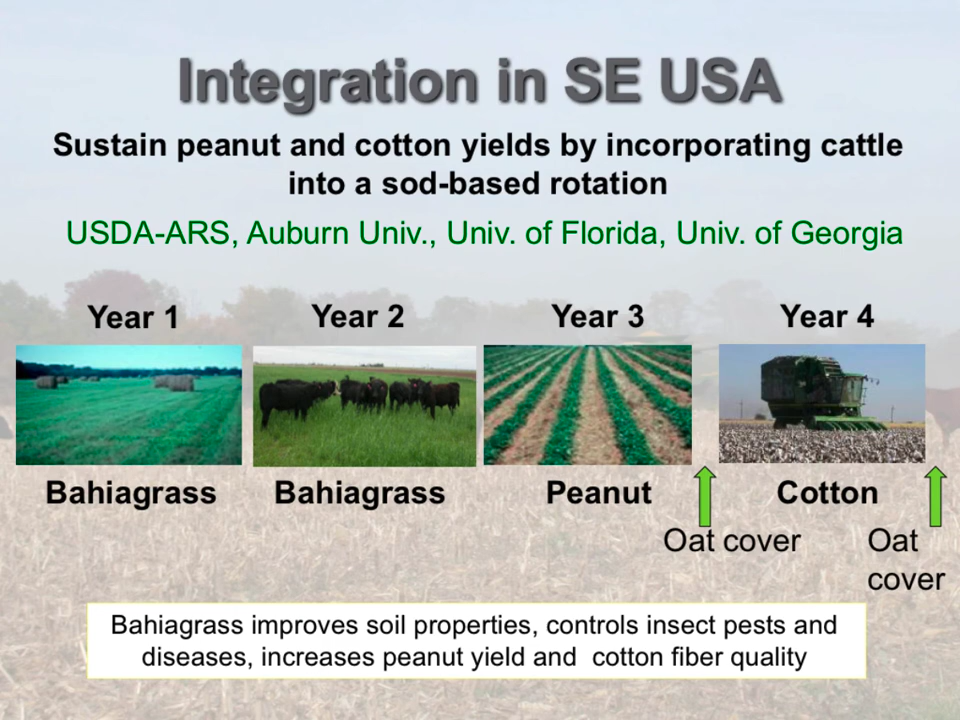 Integration in SE USA
Sustain peanut and cotton yields by incorporating cattle
into a sod-based rotation
USDA-ARS, Auburn Univ., Univ. of Florida, Univ. of Georgia
Year 1
Year 2
Year 3
Year 4
Bahiagrass
Bahiagrass
Peanut
Cotton
Oat cover
Oat
cover
Bahiagrass improves soil properties, controls insect pests and
diseases, increases peanut yield and  cotton fiber quality